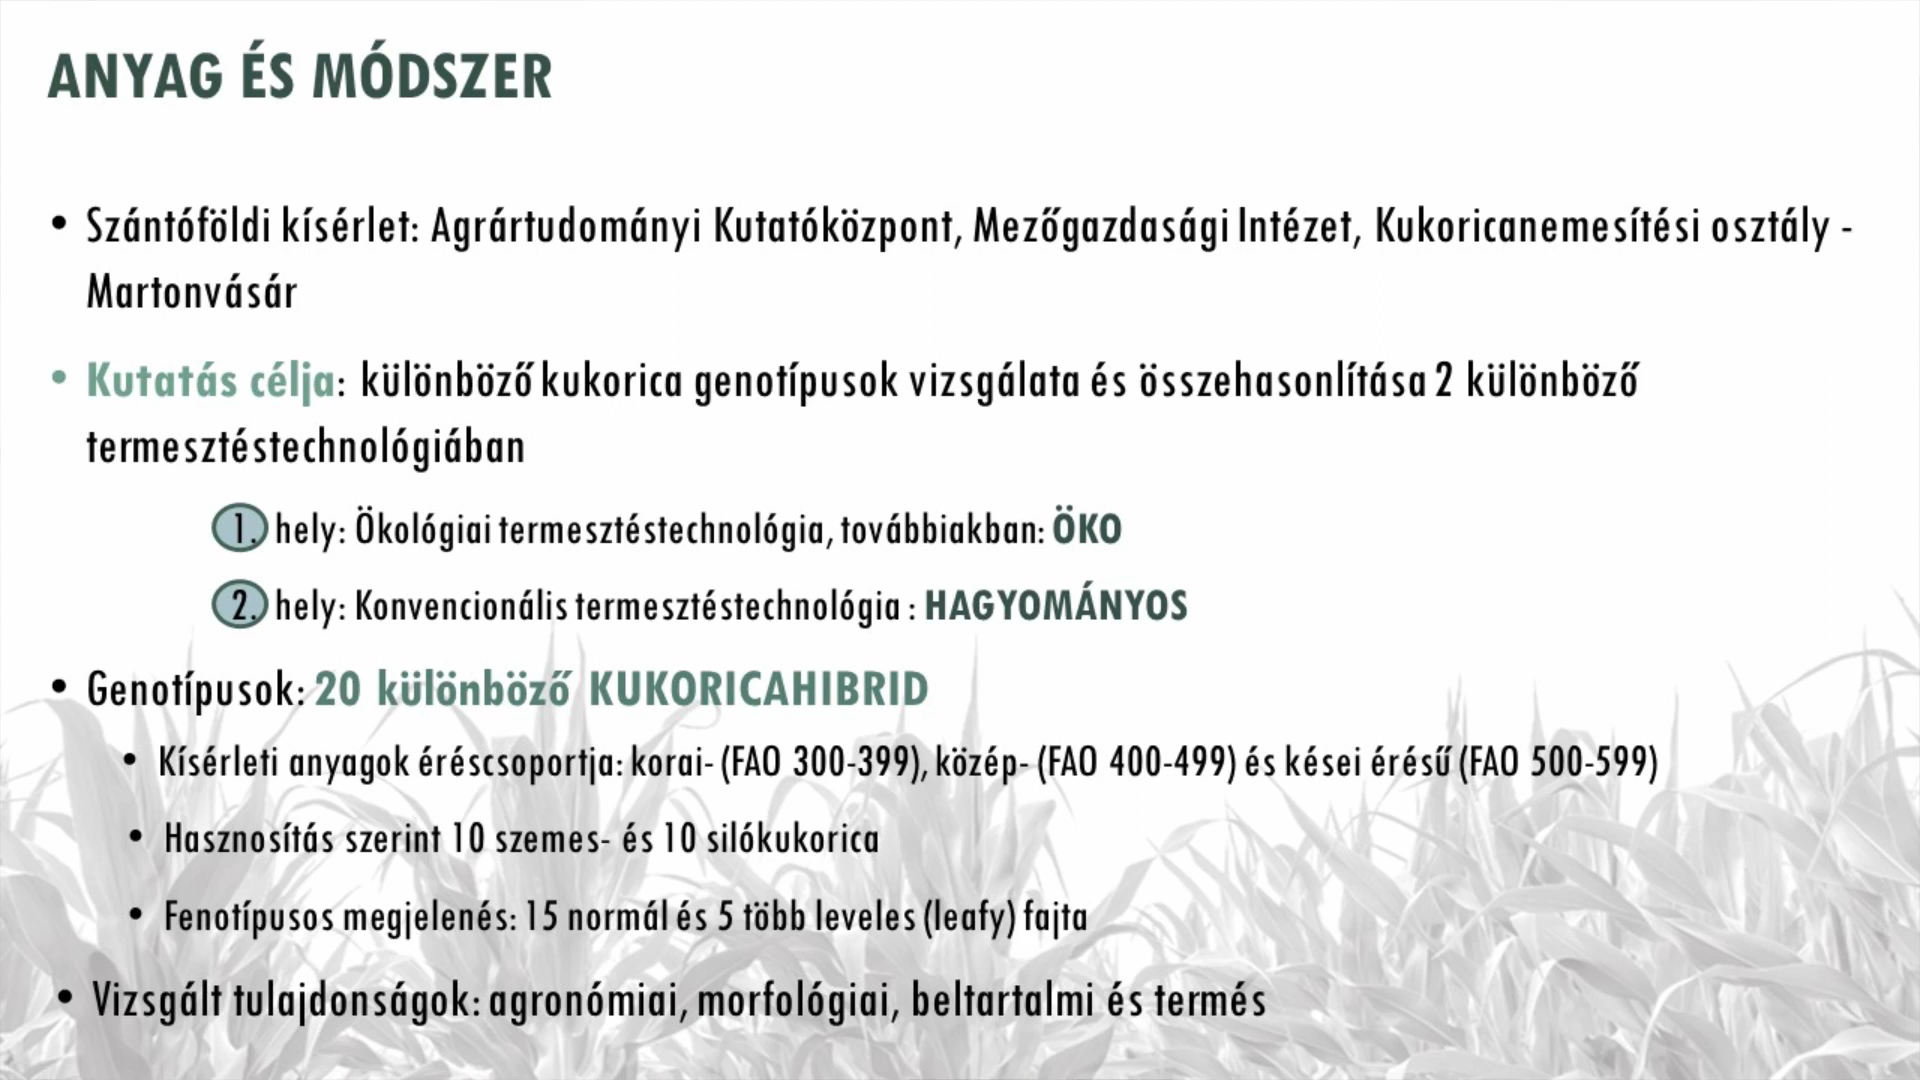 ANYAG ÉS MÓDSZER
• Szántóföldi kísérlet: Agrártudományi Kutatóközpont, Mezőgazdasági Intézet, Kukoricanemesítési osztály -
Martonvásár
• Kutatás célja: különböző kukorica genotípusok vizsgálata és összehasonlítása 2 különböző
termesztéstechnológiában
1. hely: Ökológiai termesztéstechnológia, továbbiakban: ÖKO
2. hely: Konvencionális termesztéstechnológia : HAGYOMÁNYOS
• Genotípusok: 20 különböző KUKORICAHIBRID
• Kísérleti anyagok éréscsoportja: korai- (FAO 300-399), közép- (FAO 400-499) és kései érésű (FAO 500-599)
• Hasznosítás szerint 10 szemes- és 10 silókukorica
• Fenotípusos megjelenés: 15 normál és 5 több leveles (leafy) fajta
• Vizsgált tulajdonságok: agronómiai, morfológiai, beltartalmi és termés